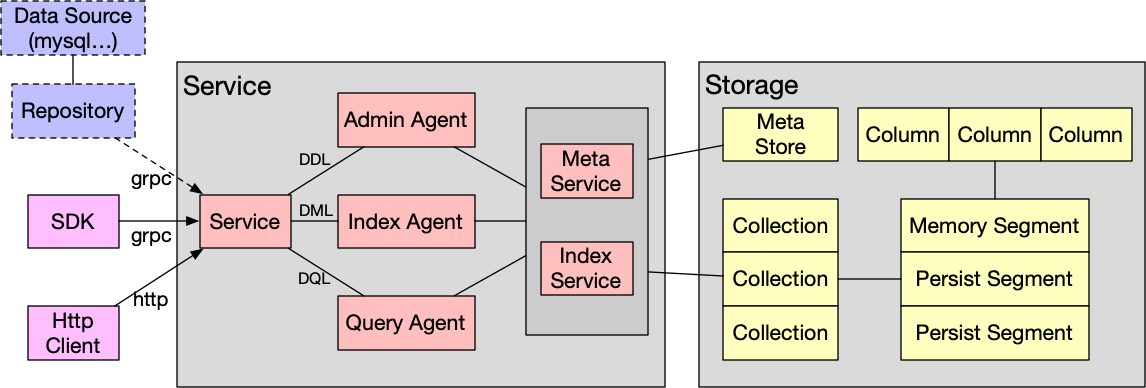 Data Source
(mysql...)
Repository
grpc
SDK
grpc
Http
Client
http
Service
Service
DDL
DML
DQL
Admin Agent
Index Agent
Query Agent
Meta
Service
Index
Service
Storage
Meta
Store
Column Column Column
Collection
Collection
Collection
Memory Segment
Persist Segment
Persist Segment